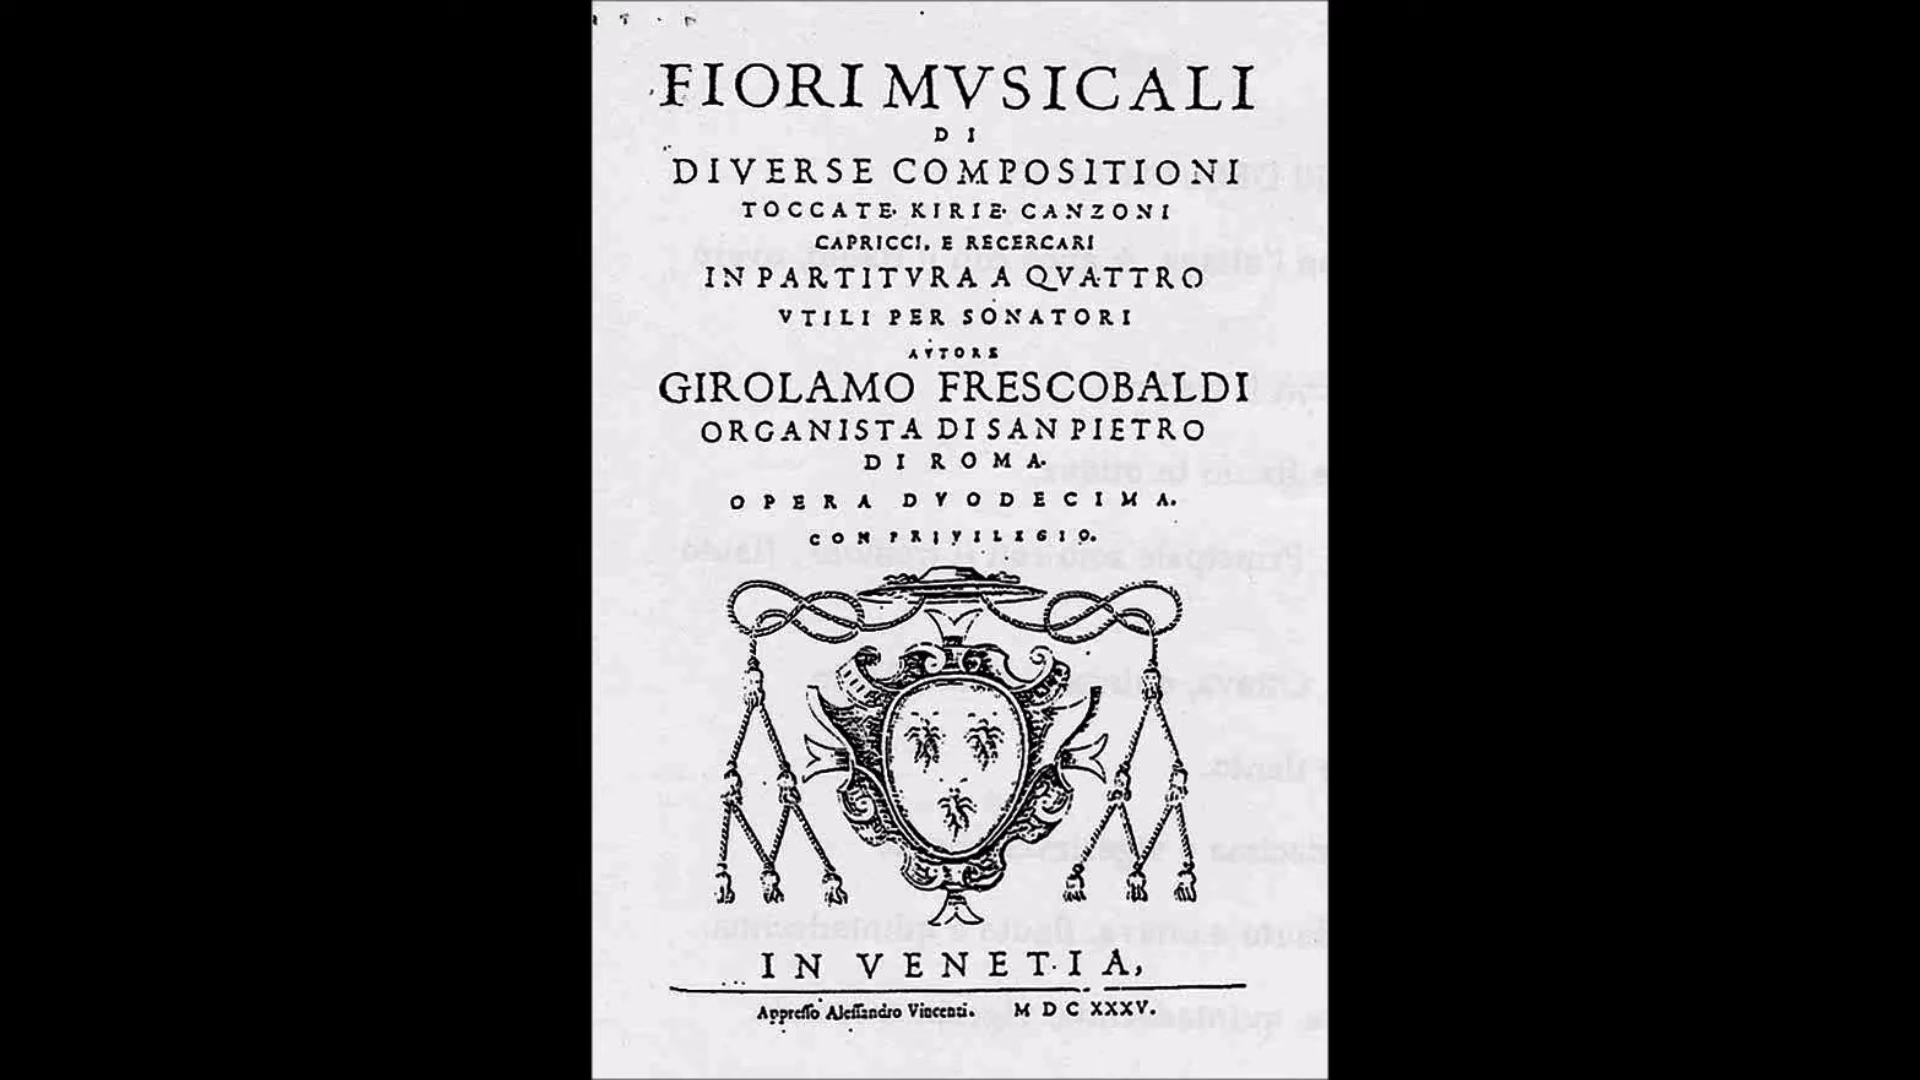 FIORI MVSICALI
DI
DIVERSE COMPOSITIONI
TOCCATE· KIRIE· CANZONI
CAPRICCI, E RECERCARI
IN PARTITVRA A QVATTRO
VTILI PER SONATORI
AVTORE
GIROLAMO FRESCOBALDI
ORGANISTA DI SAN PIETRO
DI ROMA.
OPERA DVODECIMA.
CON PRIVILEGIO.
IN VENETIA,
Appreſſo Aleſſandro Vincenti. MDCXXXV.